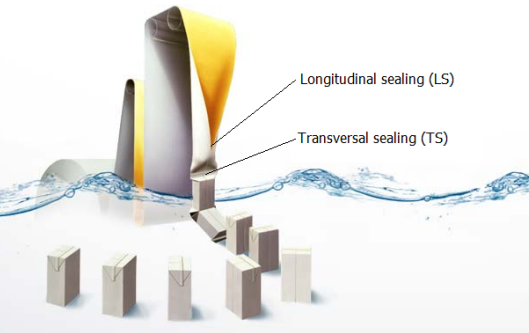 Longitudinal sealing (LS)
Transversal sealing (TS)